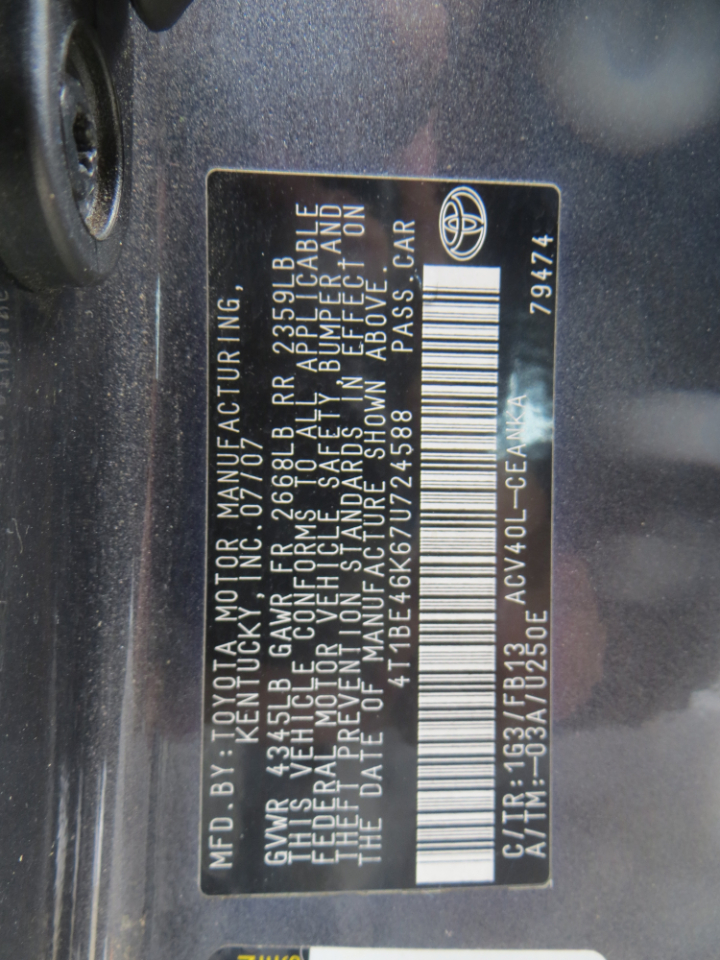 MFD.BY:TOYOTA MOTOR MANUFACTURING,
KENTUCKY, INC.07/07
GVWR 4345LB GAWR FR 2668LB RR 2359LB
THIS VEHICLE CONFORMS TO ALL APPLICABLE
FEDERAL MOTOR VEHICLE SAFETY, BUMPER AND
THEFT PREVENTION STANDARDS IN EFFECT ON
THE DATE OF MANUFACTURE SHOWN ABOVE.
4T1BE46K67U724588 PASS.CAR
C/TR:1G3/FB13 ACV40L-CEANKA 79474
A/TM:-03A/U250E